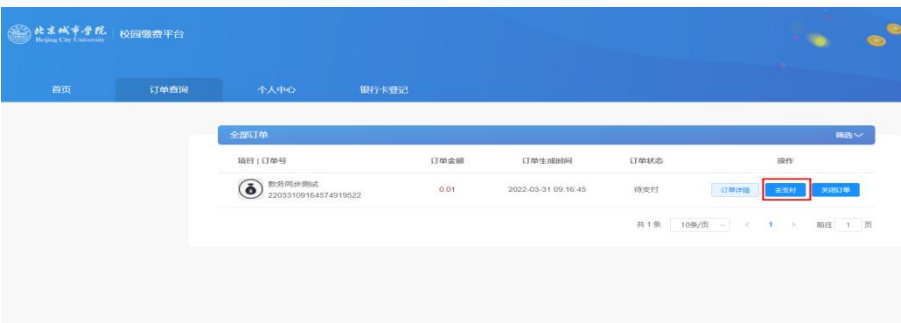 北京城市学院
Beijing City University
校园缴费平台
首页 订单查询 个人中心 银行卡登记
全部订单 筛选
项目 | 订单号 订单金额 订单生成时间 订单状态 操作
教务同步测试
22033109164574919522
0.01 2022-03-31 09:16:45 待支付 订单详情 去支付 关闭订单
共 1 条 10条/页 < 1 > 前往 1 页